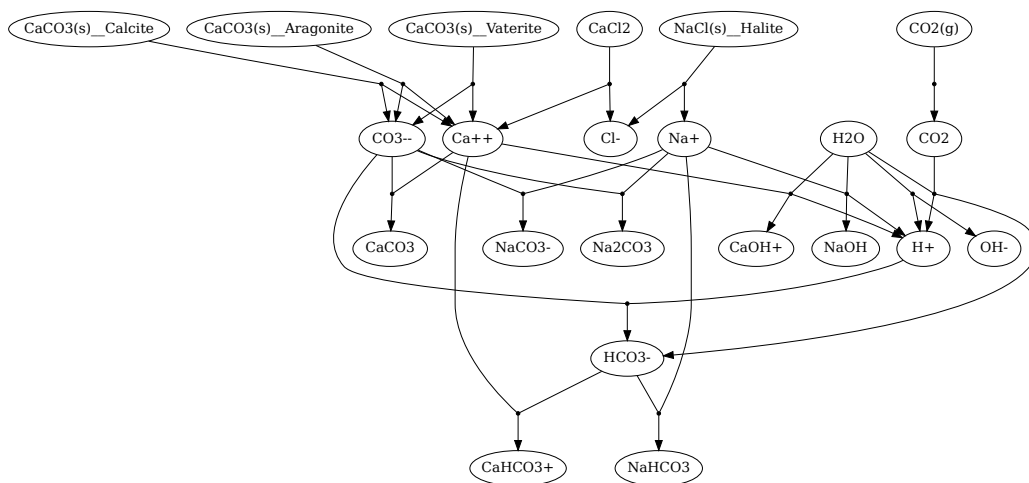 CaCO3(s)__Calcite CaCO3(s)__Aragonite CaCO3(s)__Vaterite CaCl2 NaCl(s)__Halite CO2(g)
CO3-- Ca++ Cl- Na+ H2O CO2
CaCO3 NaCO3- Na2CO3 CaOH+ NaOH H+ OH-
HCO3-
CaHCO3+ NaHCO3